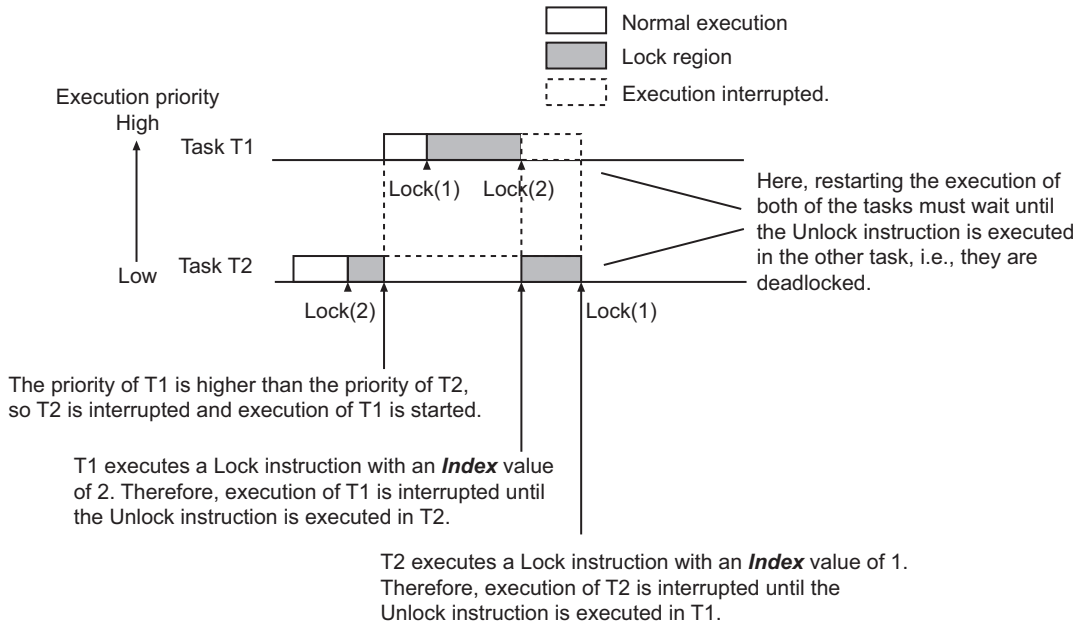 Normal execution
Lock region
Execution interrupted.
Execution priority
High
Task T1
Lock(1)
Lock(2)
Here, restarting the execution of
both of the tasks must wait until
the Unlock instruction is executed
in the other task, i.e., they are
deadlocked.
Low
Task T2
Lock(2)
Lock(1)
The priority of T1 is higher than the priority of T2,
so T2 is interrupted and execution of T1 is started.
T1 executes a Lock instruction with an Index value
of 2. Therefore, execution of T1 is interrupted until
the Unlock instruction is executed in T2.
T2 executes a Lock instruction with an Index value of 1.
Therefore, execution of T2 is interrupted until the
Unlock instruction is executed in T1.